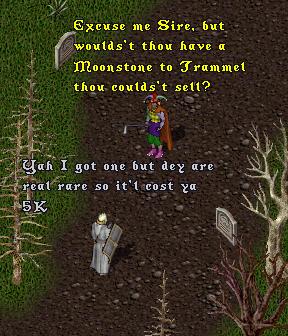 Excuse me Sire, but
woulds't thou have a
Moonstone to Trammel
thou coulds't sell?
Yah I got one but dey are
real rare so it'l cost ya
5K